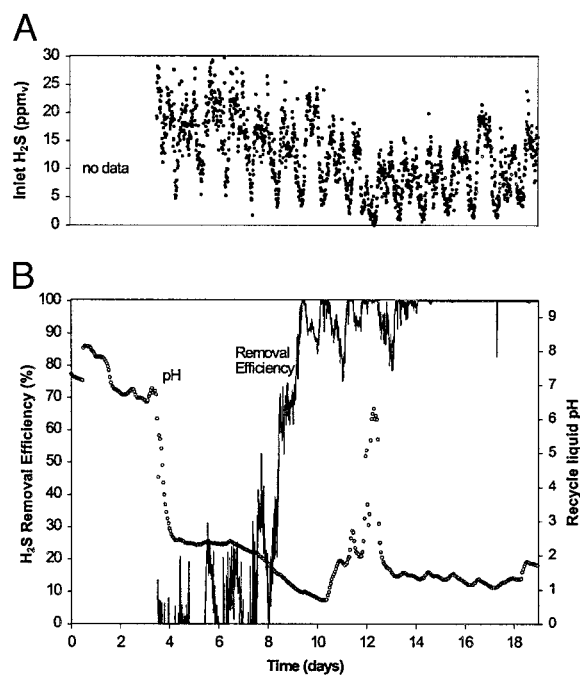 A
30
25
20
15
10
5
0
Inlet H₂S (ppmᵥ)
no data
B
100
90
80
70
60
50
40
30
20
10
0
H₂S Removal Efficiency (%)
pH
Removal
Efficiency
9
8
7
6
5
4
3
2
1
0
Recycle liquid pH
0 2 4 6 8 10 12 14 16 18
Time (days)